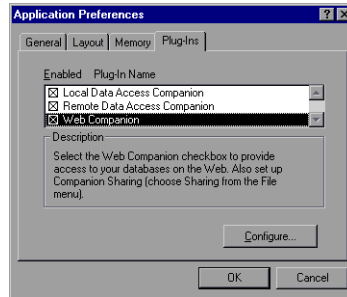 Application Preferences
General Layout Memory Plug-Ins
Enabled Plug-In Name
Local Data Access Companion
Remote Data Access Companion
Web Companion
Description
Select the Web Companion checkbox to provide
access to your databases on the Web. Also set up
Companion Sharing (choose Sharing from the File
menu).
Configure...
OK Cancel